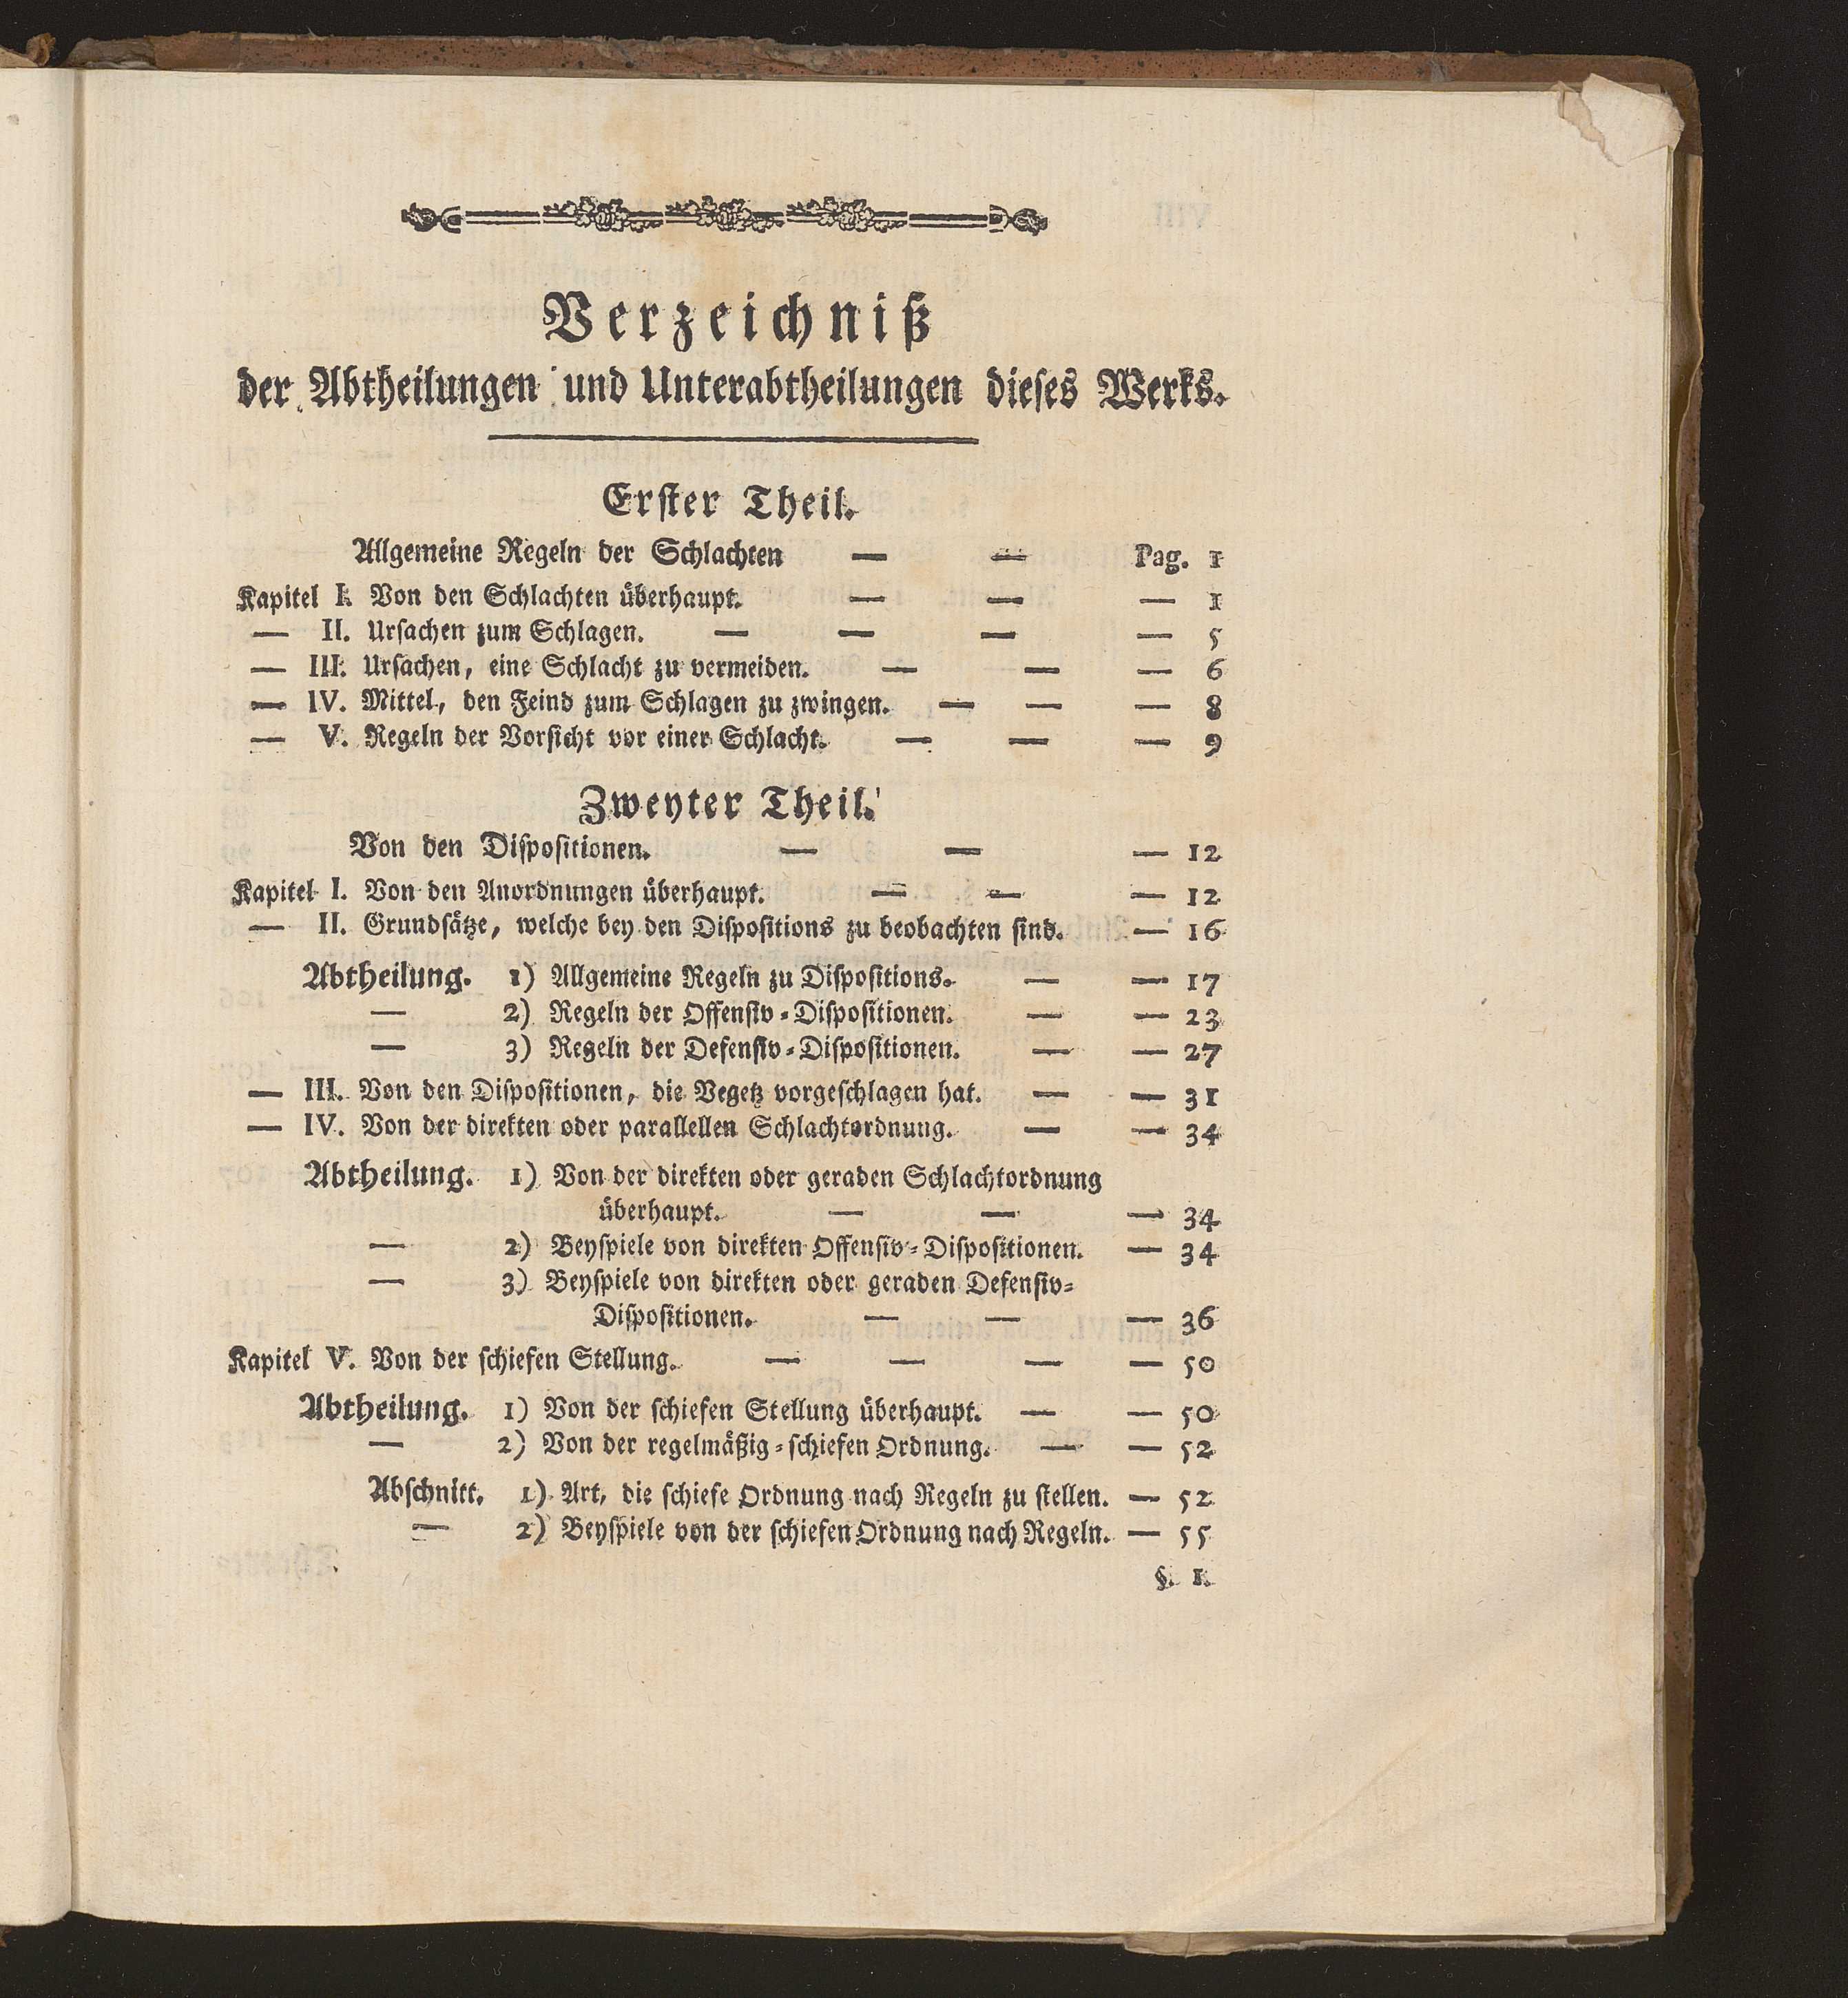 Verzeichniß
der Abtheilungen und Unterabtheilungen dieses Werks.
Erster Theil.
Allgemeine Regeln der Schlachten — — Pag. 1
Kapitel I. Von den Schlachten überhaupt. — — — 1
— II. Ursachen zum Schlagen. — — — — 5
— III. Ursachen, eine Schlacht zu vermeiden. — — — 6
— IV. Mittel, den Feind zum Schlagen zu zwingen. — — — 8
— V. Regeln der Vorsicht vor einer Schlacht. — — — 9
Zweyter Theil.
Von den Dispositionen. — — — 12
Kapitel I. Von den Anordnungen überhaupt. — — — 12
— II. Grundsätze, welche bey den Dispositions zu beobachten sind. — 16
Abtheilung. 1) Allgemeine Regeln zu Dispositions. — — 17
— 2) Regeln der Offensiv-Dispositionen. — — 23
— 3) Regeln der Defensiv-Dispositionen. — — 27
— III. Von den Dispositionen, die Vegetz vorgeschlagen hat. — — 31
— IV. Von der direkten oder parallellen Schlachtordnung. — — 34
Abtheilung. 1) Von der direkten oder geraden Schlachtordnung
überhaupt. — — — 34
— 2) Beyspiele von direkten Offensiv-Dispositionen. — 34
— 3) Beyspiele von direkten oder geraden Defensiv-
Dispositionen. — — — 36
Kapitel V. Von der schiefen Stellung. — — — — 50
Abtheilung. 1) Von der schiefen Stellung überhaupt. — — 50
— 2) Von der regelmäßig-schiefen Ordnung. — — 52
Abschnitt. 1) Art, die schiefe Ordnung nach Regeln zu stellen. — 52
— 2) Beyspiele von der schiefen Ordnung nach Regeln. — 55
§. 1.